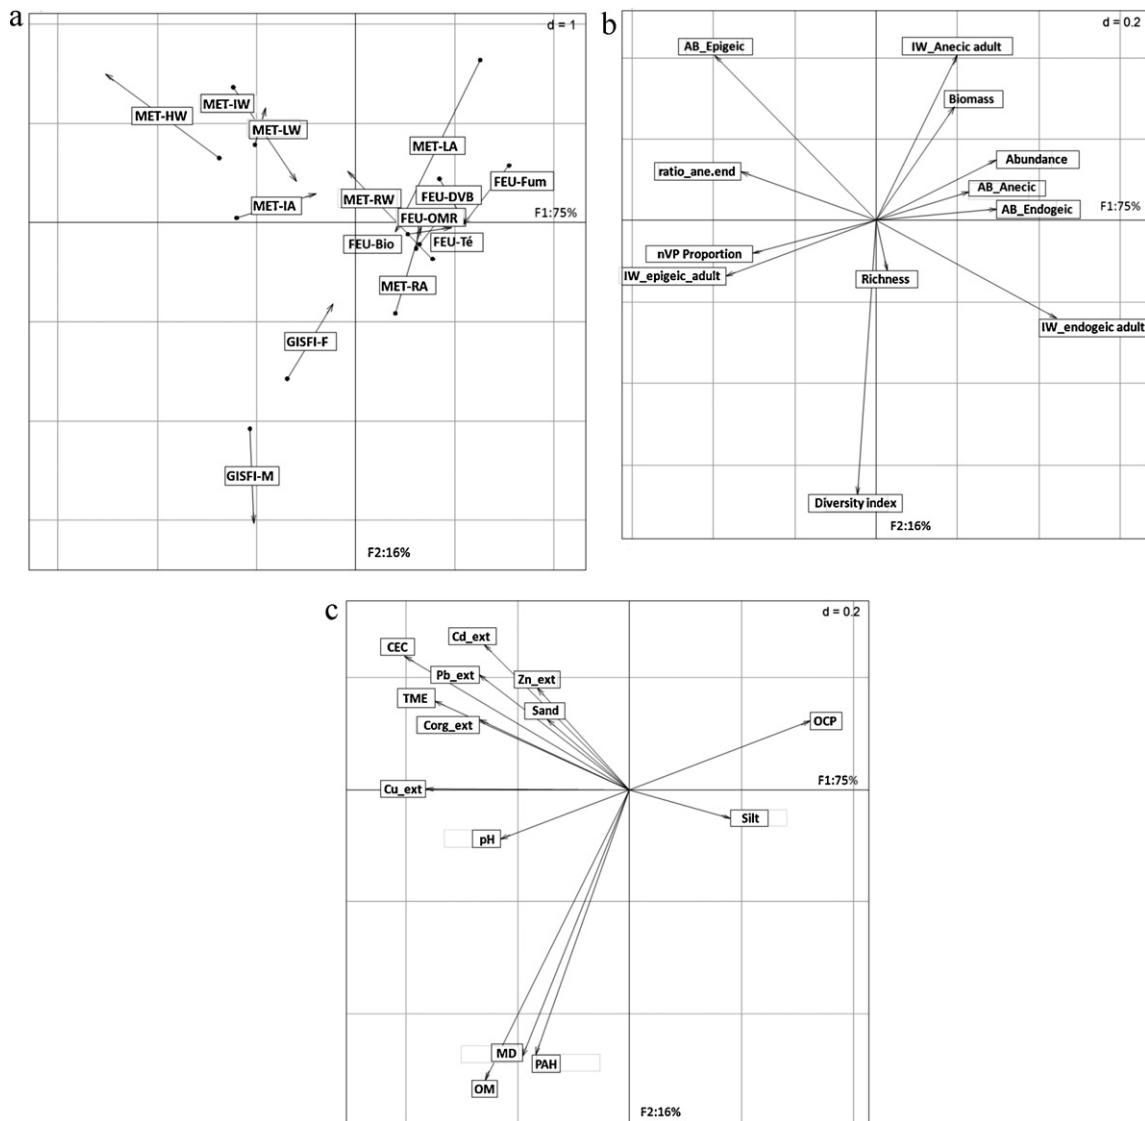 a
d = 1
MET-HW
MET-IW
MET-LW
MET-LA
MET-IA
MET-RW
FEU-DVB
FEU-Fum
F1:75%
FEU-OMR
FEU-Bio
FEU-Té
MET-RA
GISFI-F
GISFI-M
F2:16%
b
d = 0.2
AB_Epigeic
IW_Anecic adult
Biomass
Abundance
ratio_ane.end
AB_Anecic
AB_Endogeic
F1:75%
nVP Proportion
IW_epigeic_adult
Richness
IW_endogeic adult
Diversity index
F2:16%
c
d = 0.2
CEC
Cd_ext
Pb_ext
Zn_ext
TME
Sand
Corg_ext
OCP
F1:75%
Cu_ext
Silt
pH
MD
PAH
OM
F2:16%